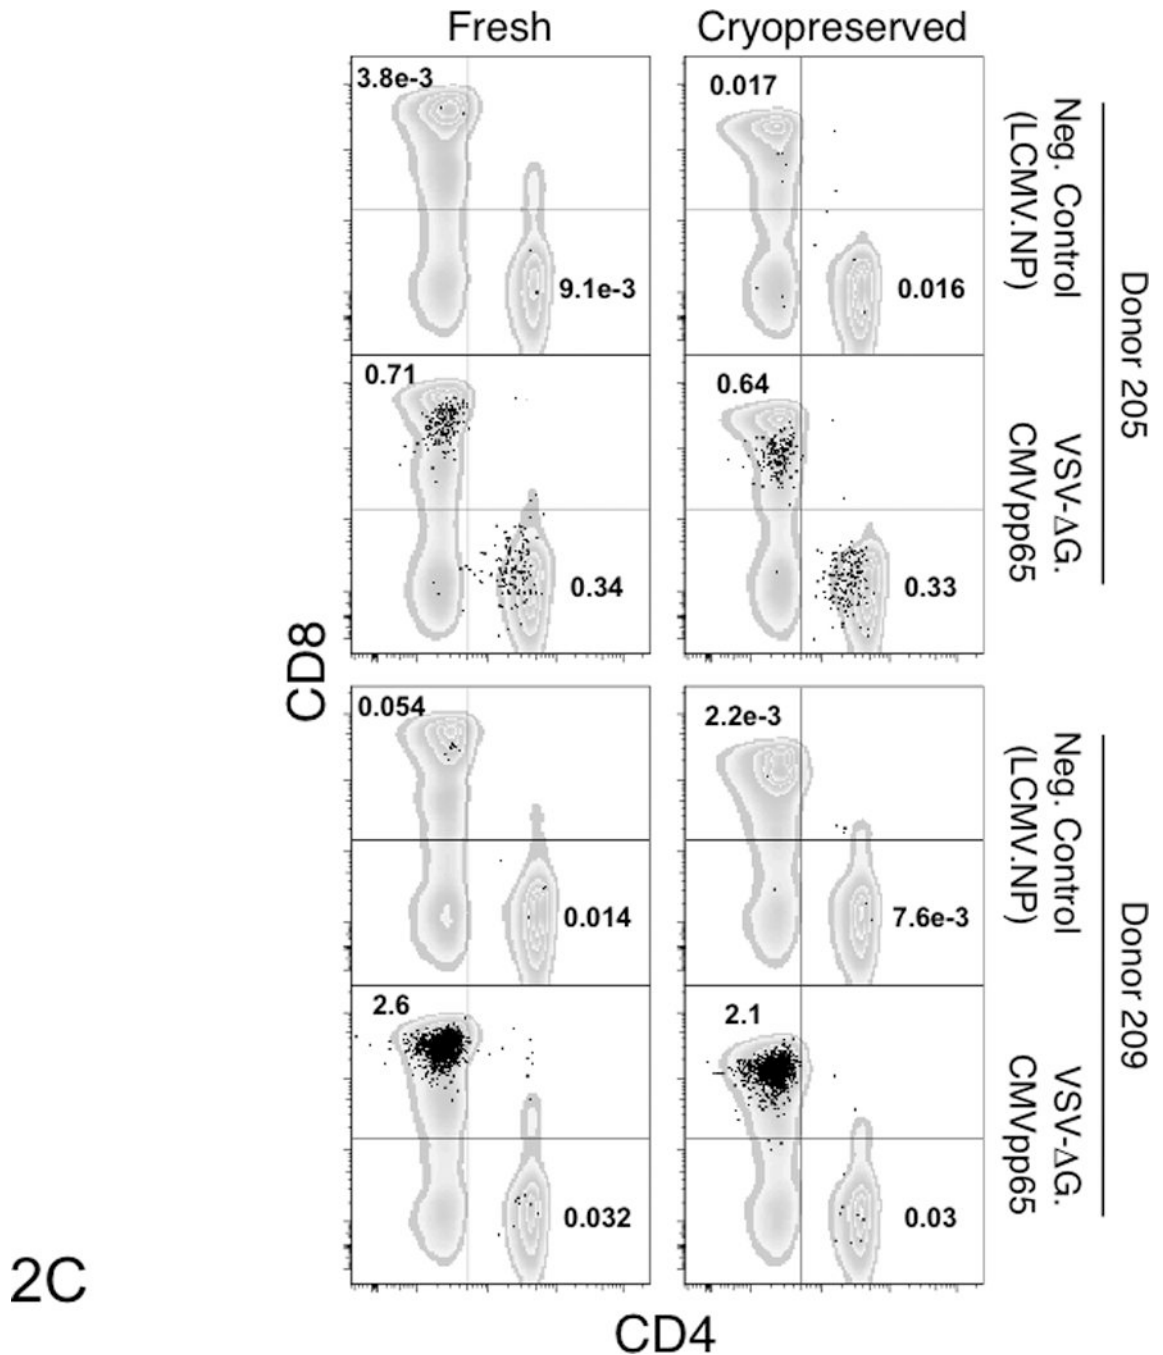 Fresh
Cryopreserved
3.8e-3
0.017
9.1e-3
0.016
Neg. Control
(LCMV.NP)
0.71
0.64
0.34
0.33
VSV-ΔG.
CMVpp65
Donor 205
CD8
0.054
2.2e-3
0.014
7.6e-3
Neg. Control
(LCMV.NP)
2.6
2.1
0.032
0.03
VSV-ΔG.
CMVpp65
Donor 209
2C
CD4